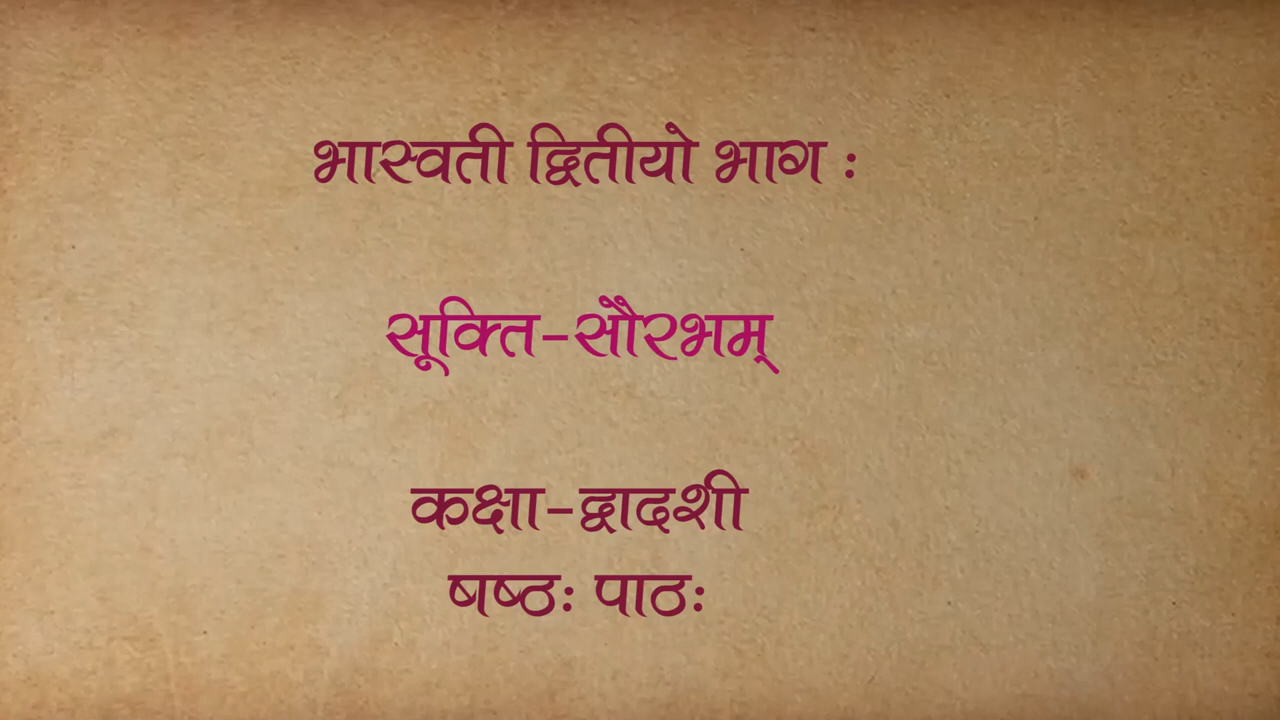 भास्वती द्वितीयो भाग :
सूक्ति-सौरभम्
कक्षा-द्वादशी
षष्ठः पाठः